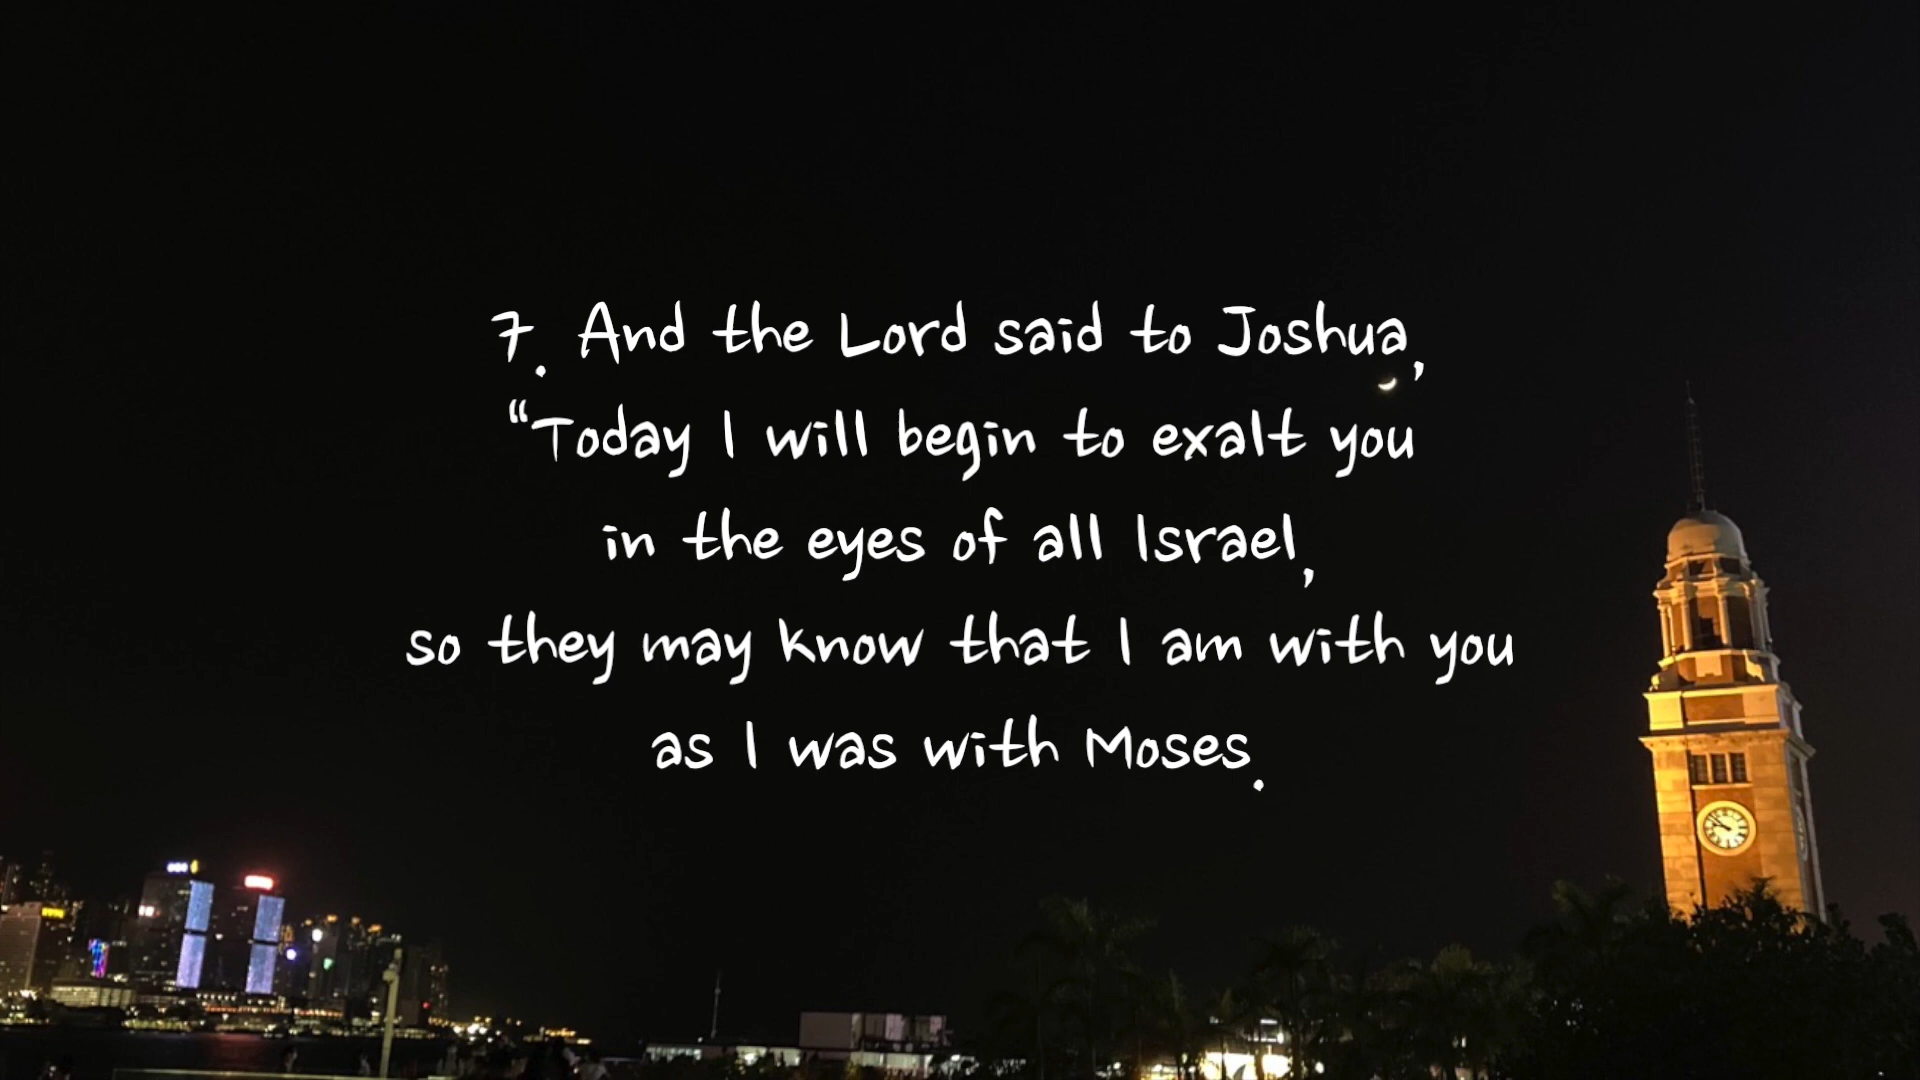 7. And the Lord said to Joshua,
“Today I will begin to exalt you
in the eyes of all Israel,
so they may know that I am with you
as I was with Moses.